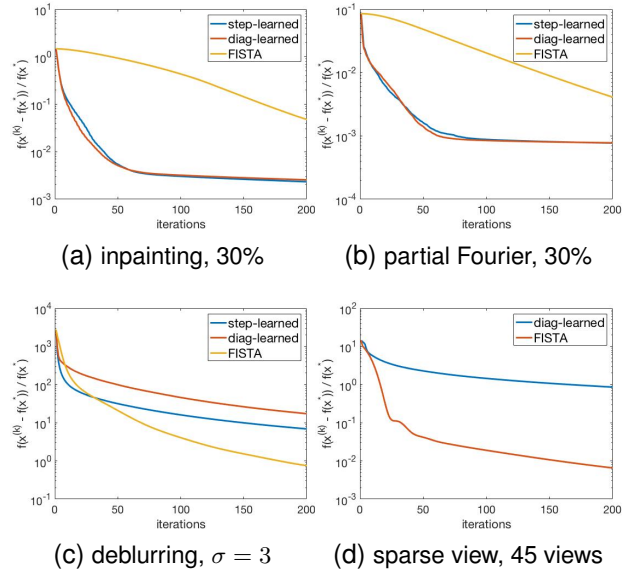 10^1
10^0
10^-1
10^-2
10^-3
f(x^(k) - f(x^*) / f(x^*)
0 50 100 150 200
iterations
step-learned
diag-learned
FISTA
(a) inpainting, 30%
10^-1
10^-2
10^-3
10^-4
f(x^(k) - f(x^*) / f(x^*)
0 50 100 150 200
iterations
step-learned
diag-learned
FISTA
(b) partial Fourier, 30%
10^4
10^3
10^2
10^1
10^0
10^-1
f(x^(k) - f(x^*) / f(x^*)
0 50 100 150 200
iterations
step-learned
diag-learned
FISTA
(c) deblurring, σ = 3
10^2
10^1
10^0
10^-1
10^-2
10^-3
f(x^(k) - f(x^*) / f(x^*)
0 50 100 150 200
iterations
diag-learned
FISTA
(d) sparse view, 45 views